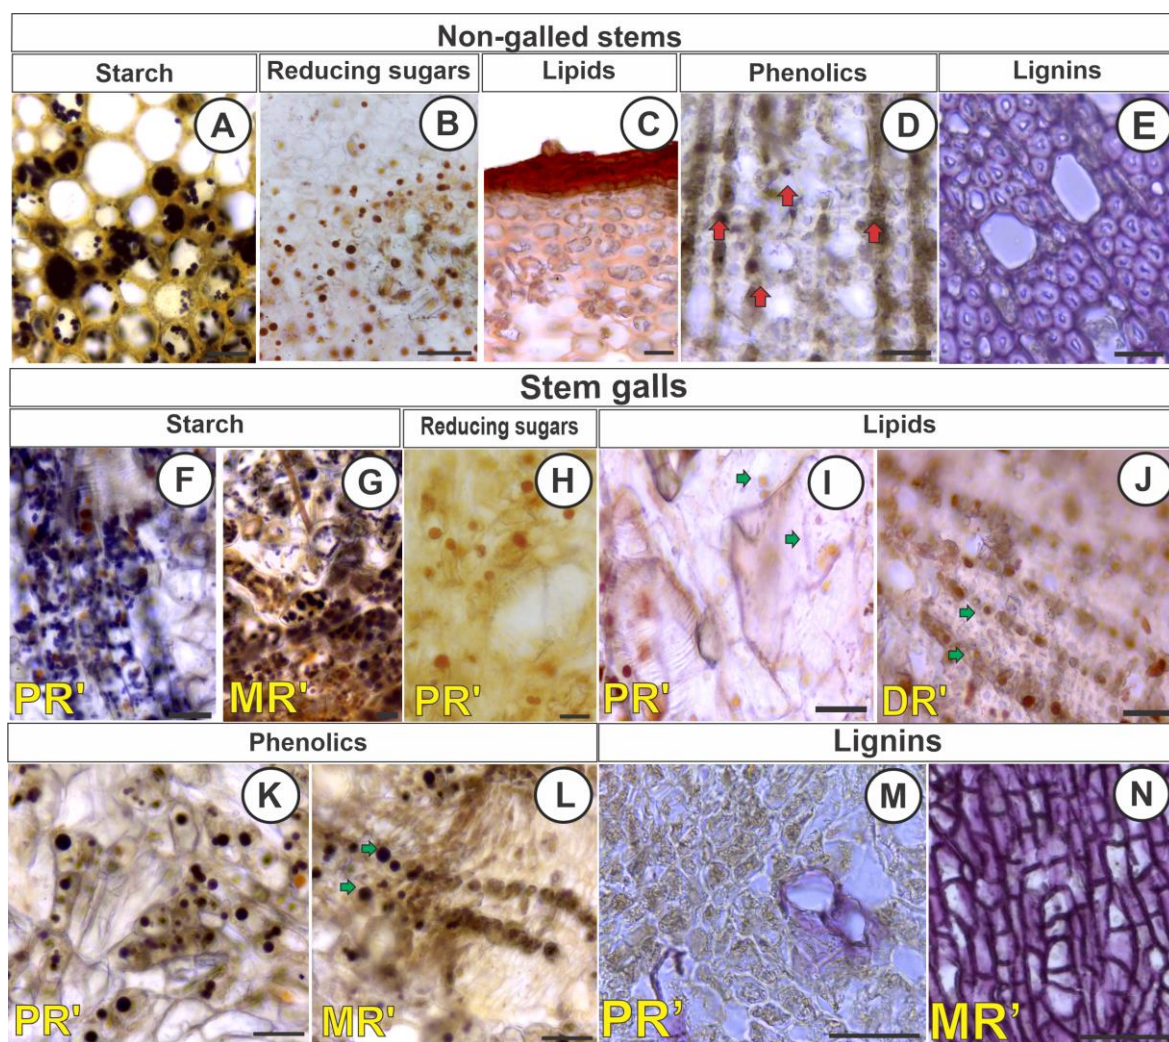 Non-galled stems
Starch Reducing sugars Lipids Phenolics Lignins
A B C D E
Stem galls
Starch Reducing sugars Lipids
F G H I J
PR' MR' PR' PR' DR'
Phenolics Lignins
K L M N
PR' MR' PR’ MR’